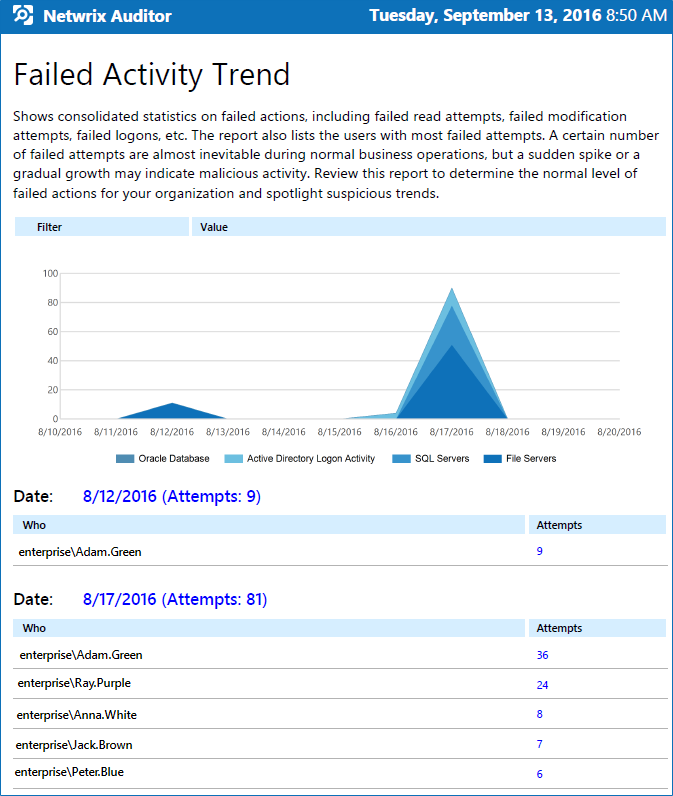 Netwrix Auditor
Tuesday, September 13, 2016 8:50 AM
Failed Activity Trend
Shows consolidated statistics on failed actions, including failed read attempts, failed modification
attempts, failed logons, etc. The report also lists the users with most failed attempts. A certain number
of failed attempts are almost inevitable during normal business operations, but a sudden spike or a
gradual growth may indicate malicious activity. Review this report to determine the normal level of
failed actions for your organization and spotlight suspicious trends.
Filter Value
100
80
60
40
20
0
8/10/2016 8/11/2016 8/12/2016 8/13/2016 8/14/2016 8/15/2016 8/16/2016 8/17/2016 8/18/2016 8/19/2016 8/20/2016
Oracle Database Active Directory Logon Activity SQL Servers File Servers
Date: 8/12/2016 (Attempts: 9)
Who Attempts
enterprise\Adam.Green 9
Date: 8/17/2016 (Attempts: 81)
Who Attempts
enterprise\Adam.Green 36
enterprise\Ray.Purple 24
enterprise\Anna.White 8
enterprise\Jack.Brown 7
enterprise\Peter.Blue 6